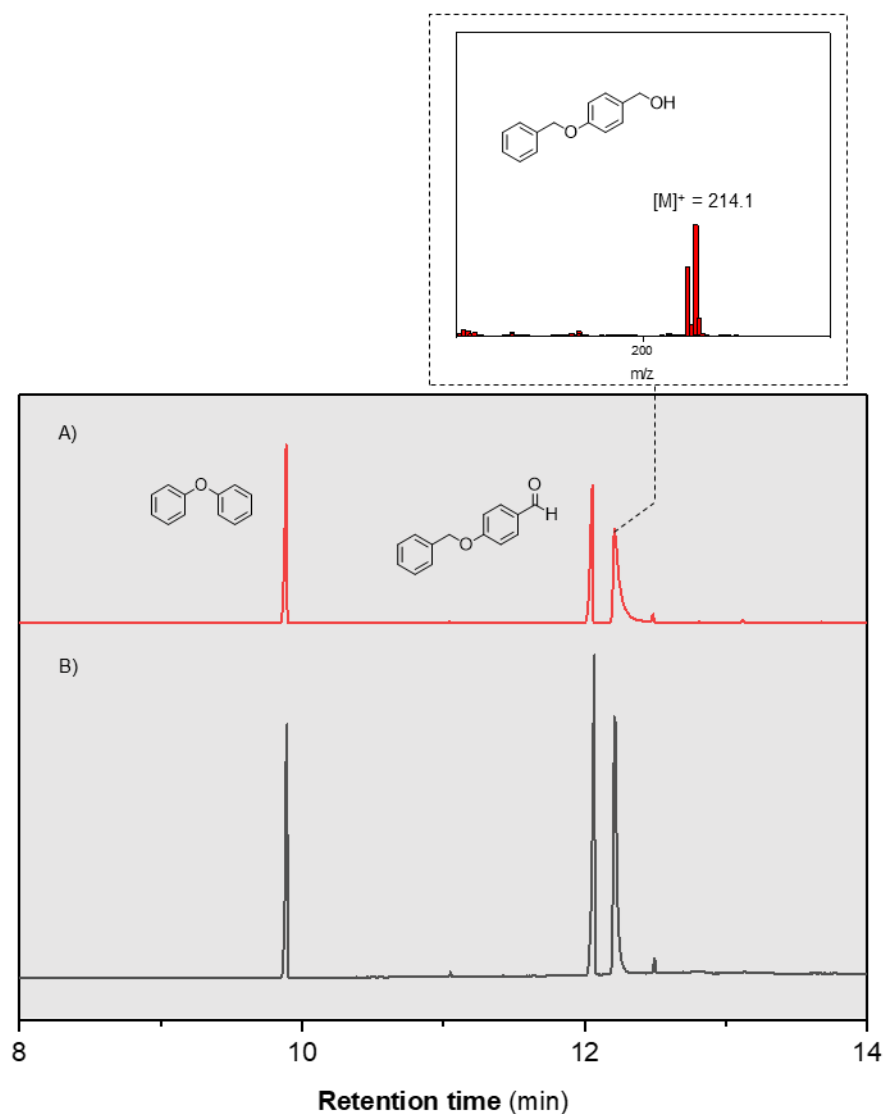 OH
O
[M]⁺ = 214.1
200
m/z
A)
O
O
H
O
B)
8
10
12
14
Retention time (min)